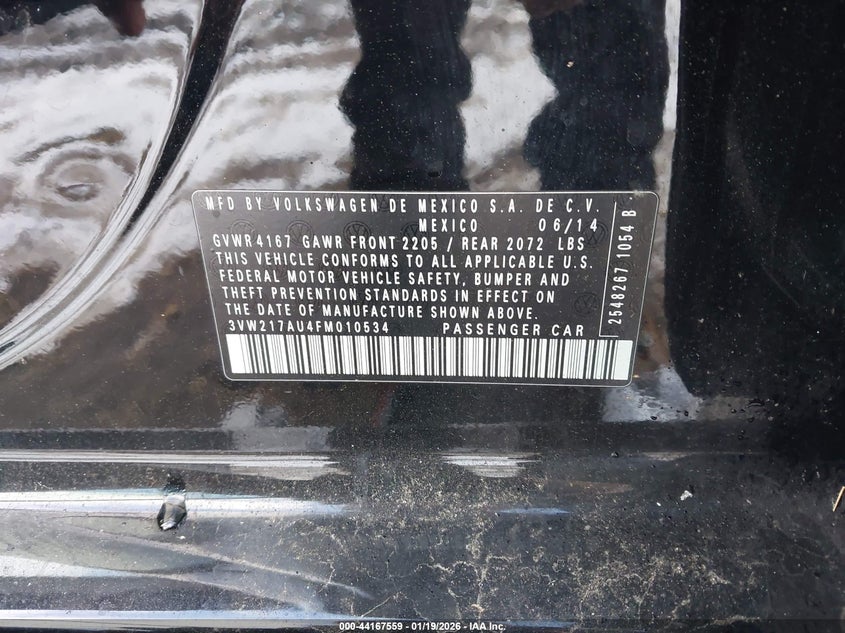 MFD BY VOLKSWAGEN DE MEXICO S.A. DE C.V.
MEXICO 06/14
GVWR 4167 GAWR FRONT 2205 / REAR 2072 LBS
THIS VEHICLE CONFORMS TO ALL APPLICABLE U.S.
FEDERAL MOTOR VEHICLE SAFETY, BUMPER AND
THEFT PREVENTION STANDARDS IN EFFECT ON
THE DATE OF MANUFACTURE SHOWN ABOVE.
3VW217AU4FM010534 PASSENGER CAR
2548267 1054 B
000-44167559 - 01/19/2026 - IAA, Inc.